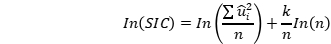 In(SIC) = In(∑ û_i^2 / n) + k/n In(n)